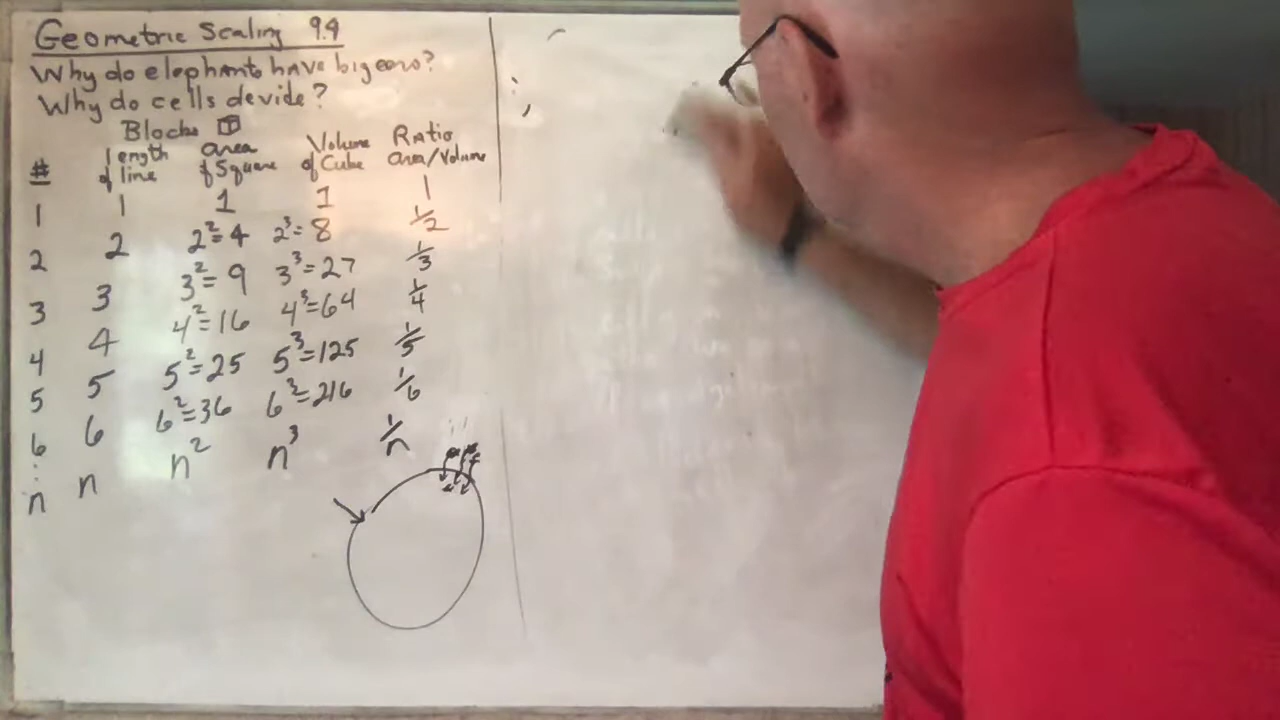 Geometric Scaling 9.4
Why do elephants have big ears?
Why do cells devide?
Blocks
# length of line area of Square Volume of Cube Ratio area/Volume
1 1 1 1 1
2 2 2²=4 2³=8 1/2
3 3 3²=9 3³=27 1/3
4 4 4²=16 4³=64 1/4
5 5 5²=25 5³=125 1/5
6 6 6²=36 6³=216 1/6
⋮
n n n² n³ 1/n